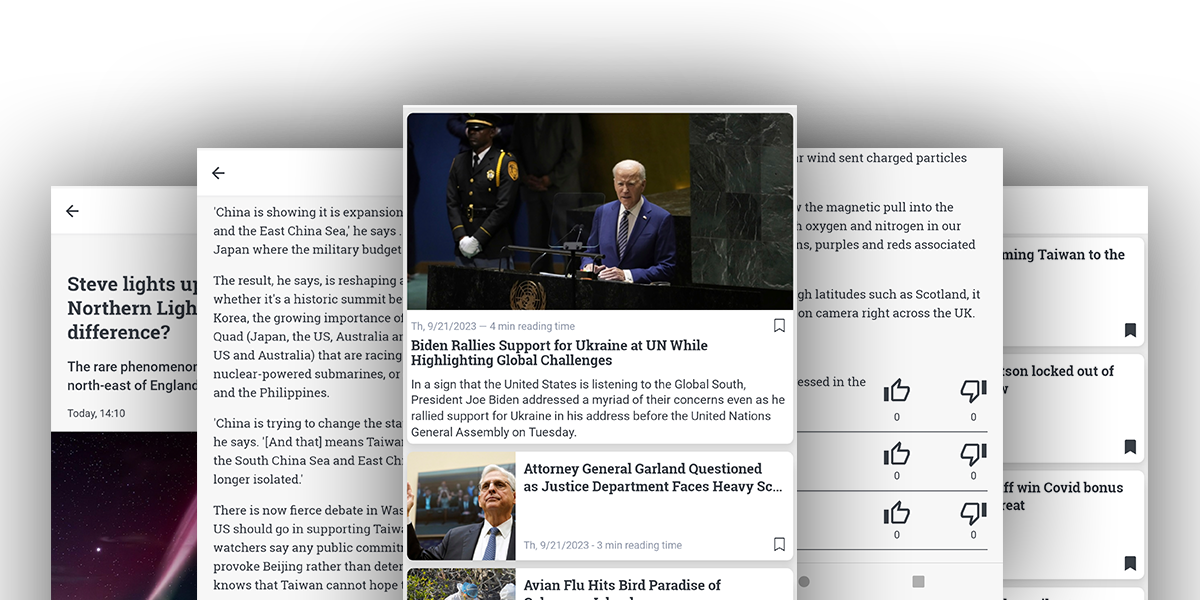 Steve lights up
Northern Ligh
difference?
The rare phenomenon
north-east of England
Today, 14:10
'China is showing it is expansion
and the East China Sea,' he says .
Japan where the military budget
The result, he says, is reshaping a
whether it's a historic summit be
Korea, the growing importance of
Quad (Japan, the US, Australia an
US and Australia) that are racing
nuclear-powered submarines, or
and the Philippines.
'China is trying to change the sta
he says. '[And that] means Taiwa
the South China Sea and East Chi
longer isolated.'
There is now fierce debate in Was
US should go in supporting Taiwa
watchers say any public commitm
provoke Beijing rather than deter
knows that Taiwan cannot hope t
Th, 9/21/2023 — 4 min reading time
Biden Rallies Support for Ukraine at UN While
Highlighting Global Challenges
In a sign that the United States is listening to the Global South,
President Joe Biden addressed a myriad of their concerns even as he
rallied support for Ukraine in his address before the United Nations
General Assembly on Tuesday.
Attorney General Garland Questioned
as Justice Department Faces Heavy Sc...
Th, 9/21/2023 - 3 min reading time
Avian Flu Hits Bird Paradise of
ar wind sent charged particles
w the magnetic pull into the
n oxygen and nitrogen in our
ns, purples and reds associated
gh latitudes such as Scotland, it
on camera right across the UK.
essed in the
0 0
0 0
0 0
ming Taiwan to the
tson locked out of
w
ff win Covid bonus
reat